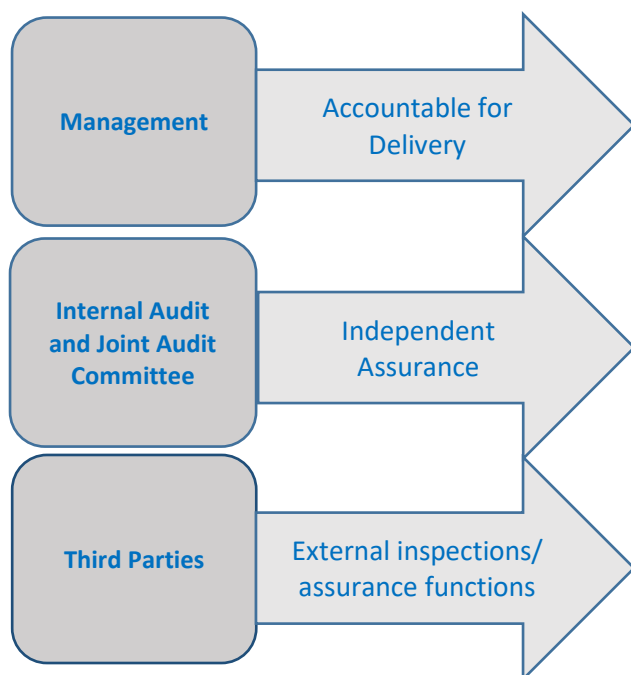 Management
Accountable for
Delivery
Internal Audit
and Joint Audit
Committee
Independent
Assurance
Third Parties
External inspections/
assurance functions